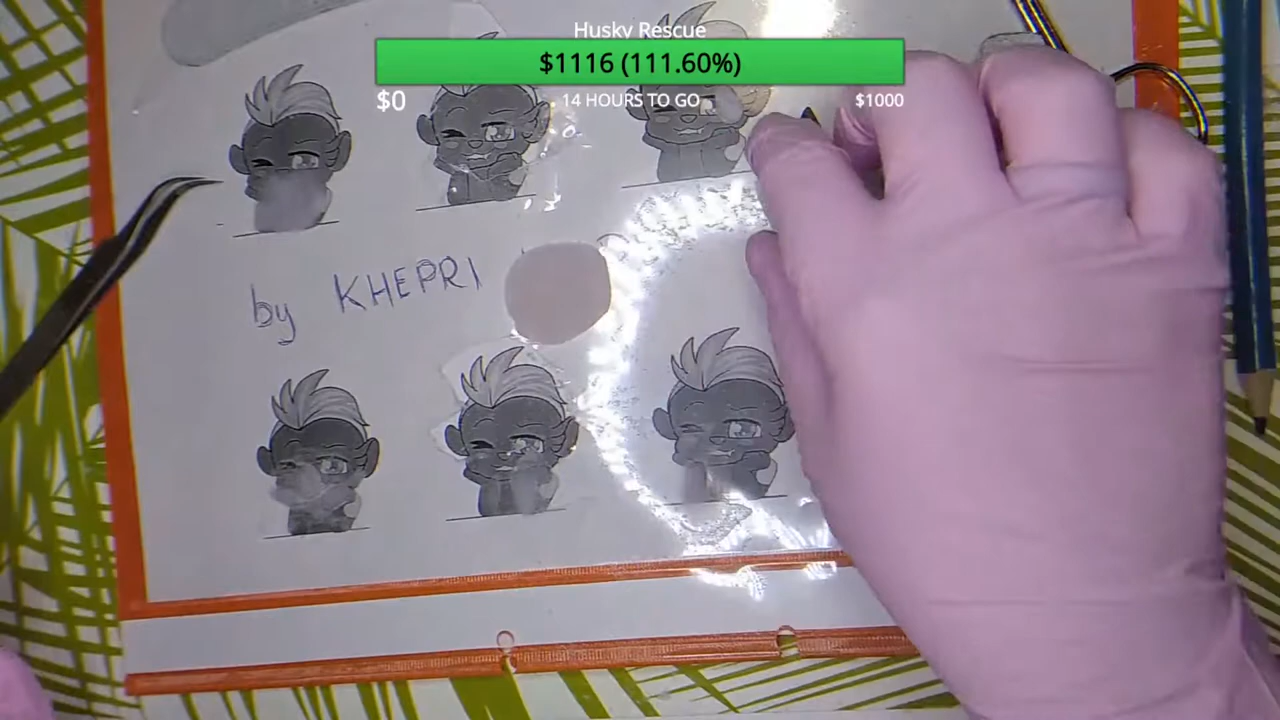 Husky Rescue
$1116 (111.60%)
$0
14 HOURS TO GO
$1000
by KHEPRI